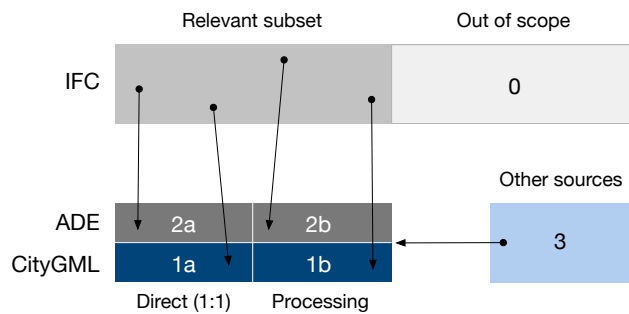 Relevant subset
Out of scope
IFC
0
Other sources
ADE
2a
2b
3
CityGML
1a
1b
Direct (1:1)
Processing